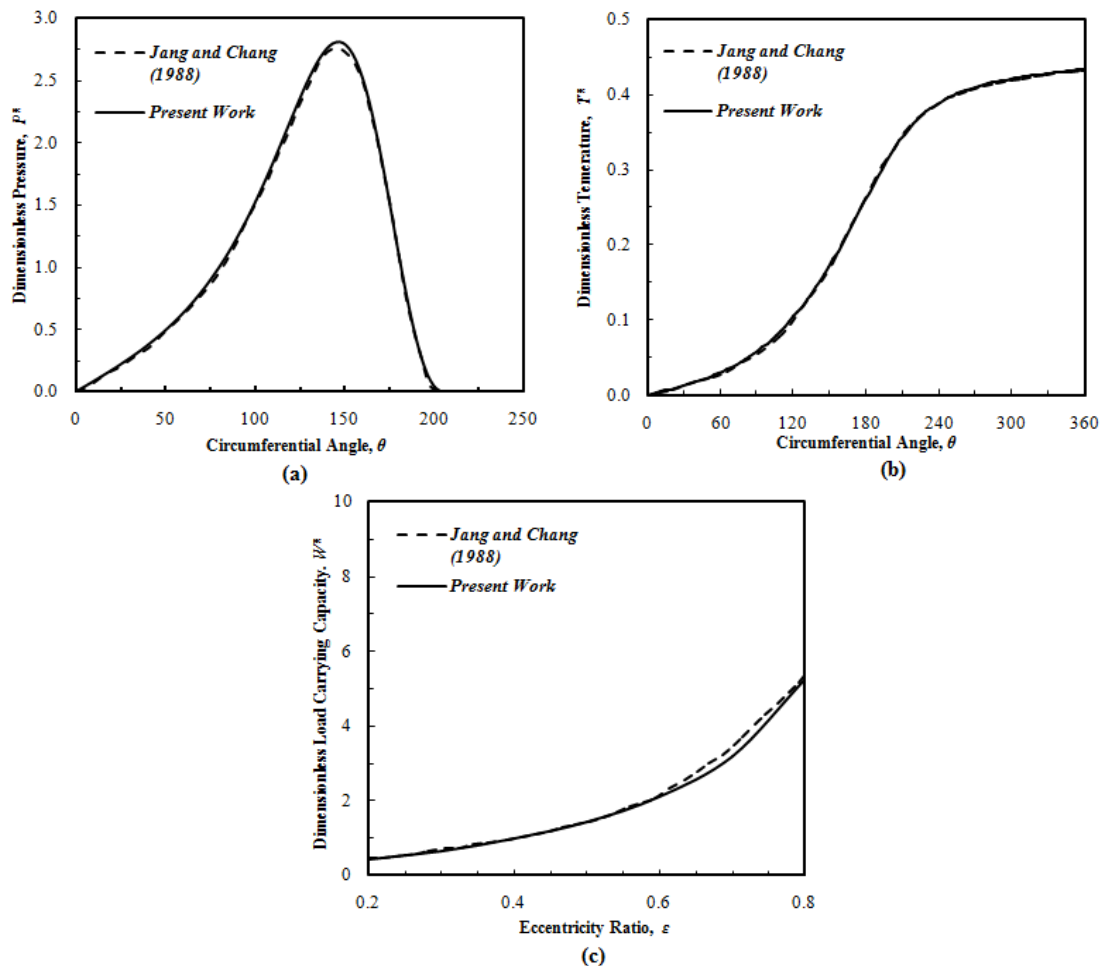 3.0
2.5
2.0
1.5
1.0
0.5
0.0
Dimensionless Pressure, P*
Jang and Chang
(1988)
Present Work
0 50 100 150 200 250
Circumferential Angle, θ
(a)
0.5
0.4
0.3
0.2
0.1
0.0
Dimensionless Temerature, T*
Jang and Chang
(1988)
Present Work
0 60 120 180 240 300 360
Circumferential Angle, θ
(b)
10
8
6
4
2
0
Dimensionless Load Carrying Capacity. W*
Jang and Chang
(1988)
Present Work
0.2 0.4 0.6 0.8
Eccentricity Ratio, ε
(c)